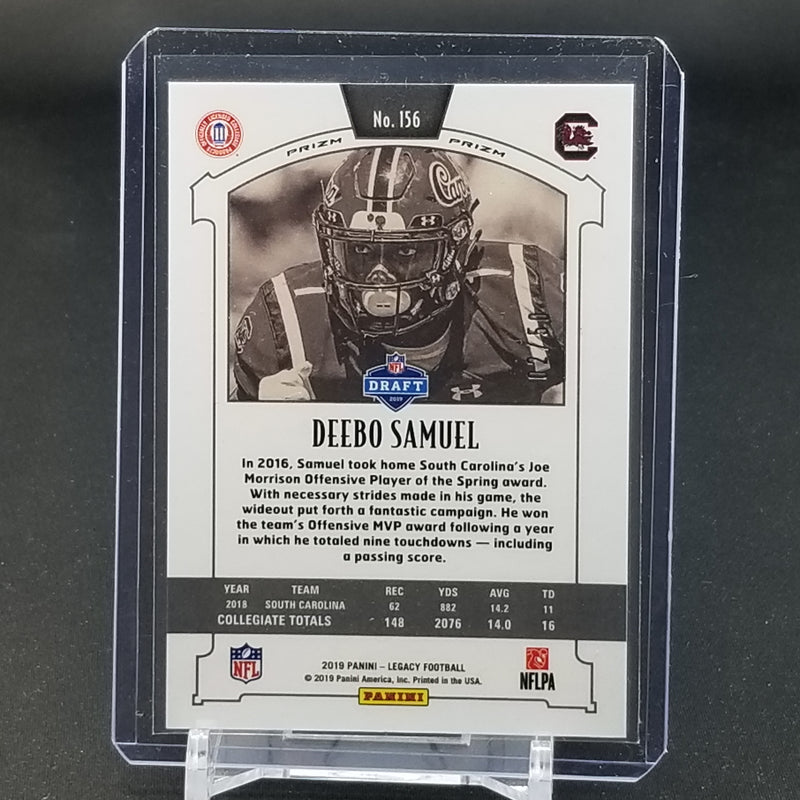 No. 156
OFFICIALLY LICENSED COLLEGIATE PRODUCTS
PRIZM PRIZM
NFL
DRAFT
2019
DEEBO SAMUEL
In 2016, Samuel took home South Carolina's Joe
Morrison Offensive Player of the Spring award.
With necessary strides made in his game, the
wideout put forth a fantastic campaign. He won
the team's Offensive MVP award following a year
in which he totaled nine touchdowns — including
a passing score.
YEAR TEAM REC YDS AVG TD
2018 SOUTH CAROLINA 62 882 14.2 11
COLLEGIATE TOTALS 148 2076 14.0 16
NFL
2019 PANINI – LEGACY FOOTBALL
© 2019 Panini America, Inc. Printed in the USA.
PANINI
NFLPA